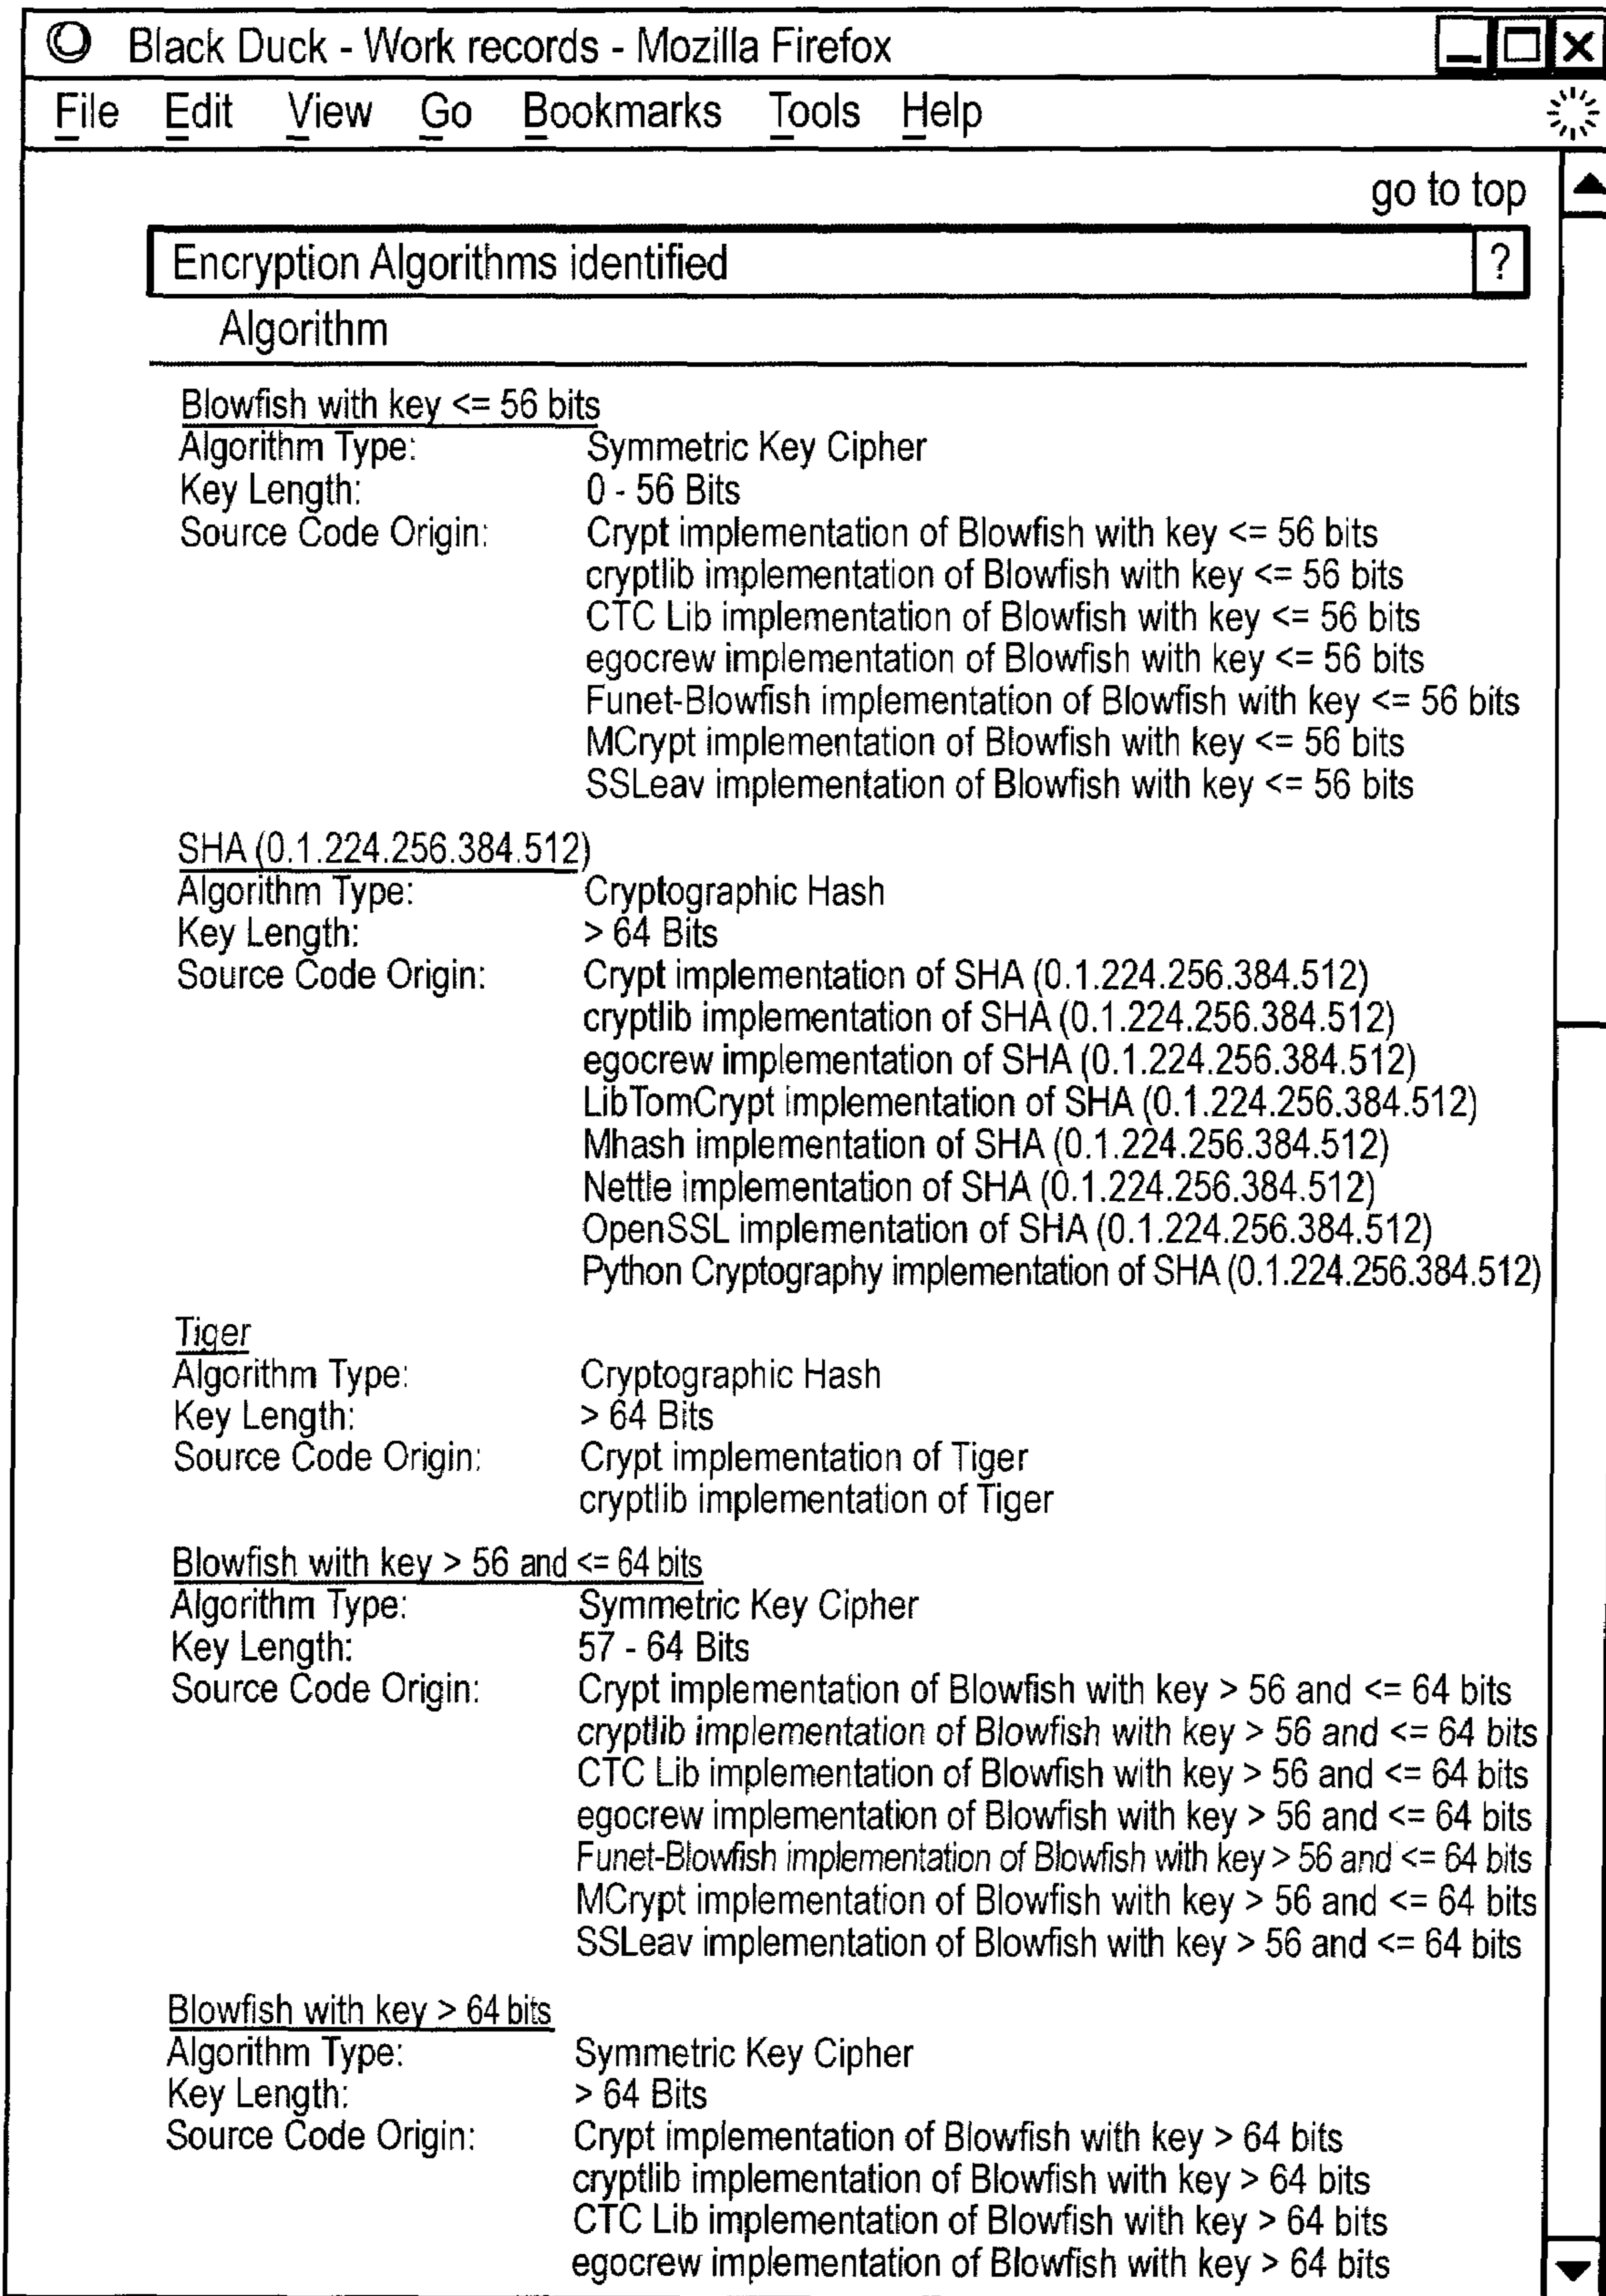 Black Duck - Work records - Mozilla Firefox
File Edit View Go Bookmarks Tools Help
go to top
Encryption Algorithms identified ?
Algorithm
Blowfish with key <= 56 bits
Algorithm Type: Symmetric Key Cipher
Key Length: 0 - 56 Bits
Source Code Origin: Crypt implementation of Blowfish with key <= 56 bits
cryptlib implementation of Blowfish with key <= 56 bits
CTC Lib implementation of Blowfish with key <= 56 bits
egocrew implementation of Blowfish with key <= 56 bits
Funet-Blowfish implementation of Blowfish with key <= 56 bits
MCrypt implementation of Blowfish with key <= 56 bits
SSLeav implementation of Blowfish with key <= 56 bits
SHA (0.1.224.256.384.512)
Algorithm Type: Cryptographic Hash
Key Length: > 64 Bits
Source Code Origin: Crypt implementation of SHA (0.1.224.256.384.512)
cryptlib implementation of SHA (0.1.224.256.384.512)
egocrew implementation of SHA (0.1.224.256.384.512)
LibTomCrypt implementation of SHA (0.1.224.256.384.512)
Mhash implementation of SHA (0.1.224.256.384.512)
Nettle implementation of SHA (0.1.224.256.384.512)
OpenSSL implementation of SHA (0.1.224.256.384.512)
Python Cryptography implementation of SHA (0.1.224.256.384.512)
Tiger
Algorithm Type: Cryptographic Hash
Key Length: > 64 Bits
Source Code Origin: Crypt implementation of Tiger
cryptlib implementation of Tiger
Blowfish with key > 56 and <= 64 bits
Algorithm Type: Symmetric Key Cipher
Key Length: 57 - 64 Bits
Source Code Origin: Crypt implementation of Blowfish with key > 56 and <= 64 bits
cryptlib implementation of Blowfish with key > 56 and <= 64 bits
CTC Lib implementation of Blowfish with key > 56 and <= 64 bits
egocrew implementation of Blowfish with key > 56 and <= 64 bits
Funet-Blowfish implementation of Blowfish with key > 56 and <= 64 bits
MCrypt implementation of Blowfish with key > 56 and <= 64 bits
SSLeav implementation of Blowfish with key > 56 and <= 64 bits
Blowfish with key > 64 bits
Algorithm Type: Symmetric Key Cipher
Key Length: > 64 Bits
Source Code Origin: Crypt implementation of Blowfish with key > 64 bits
cryptlib implementation of Blowfish with key > 64 bits
CTC Lib implementation of Blowfish with key > 64 bits
egocrew implementation of Blowfish with key > 64 bits